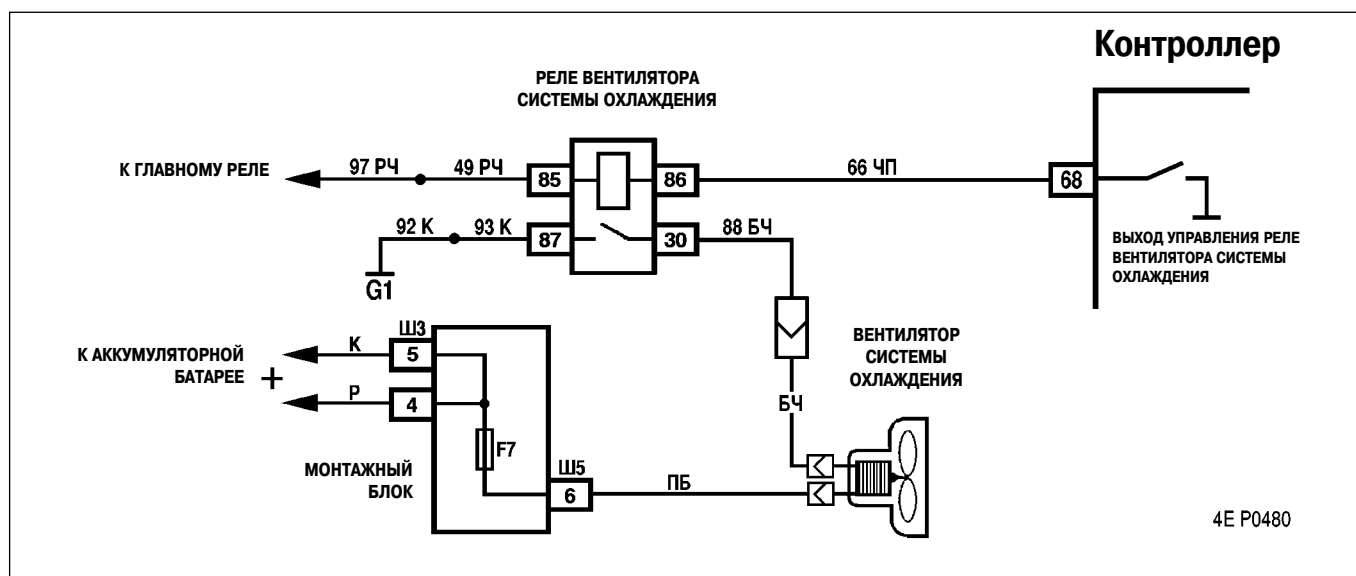 Контроллер
РЕЛЕ ВЕНТИЛЯТОРА
СИСТЕМЫ ОХЛАЖДЕНИЯ
К ГЛАВНОМУ РЕЛЕ
97 РЧ
49 РЧ
85
86
66 ЧП
68
92 К
93 К
87
30
88 БЧ
G1
ВЫХОД УПРАВЛЕНИЯ РЕЛЕ
ВЕНТИЛЯТОРА СИСТЕМЫ
ОХЛАЖДЕНИЯ
К АККУМУЛЯТОРНОЙ
БАТАРЕЕ +
Ш3
К
5
Р
4
F7
МОНТАЖНЫЙ
БЛОК
Ш5
6
ПБ
БЧ
ВЕНТИЛЯТОР
СИСТЕМЫ
ОХЛАЖДЕНИЯ
4E P0480